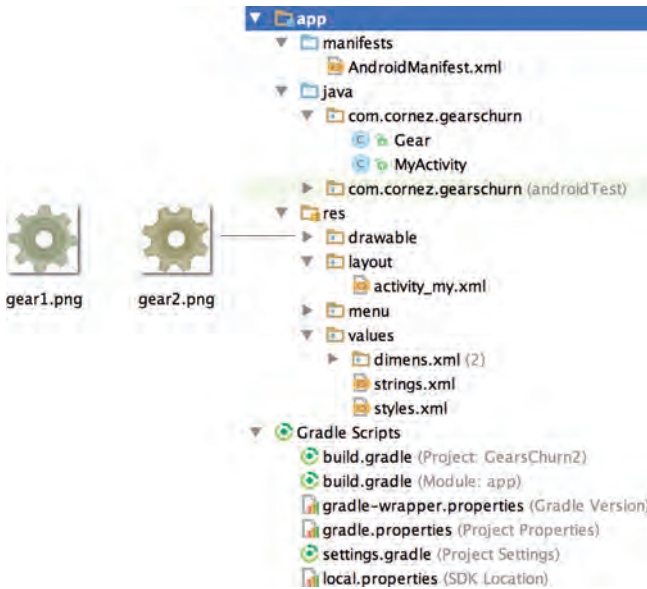 app
manifests
AndroidManifest.xml
java
com.cornez.gearschurn
Gear
MyActivity
com.cornez.gearschurn (androidTest)
res
drawable
gear1.png
gear2.png
layout
activity_my.xml
menu
values
dimens.xml (2)
strings.xml
styles.xml
Gradle Scripts
build.gradle (Project: GearsChurn2)
build.gradle (Module: app)
gradle-wrapper.properties (Gradle Version)
gradle.properties (Project Properties)
settings.gradle (Project Settings)
local.properties (SDK Location)